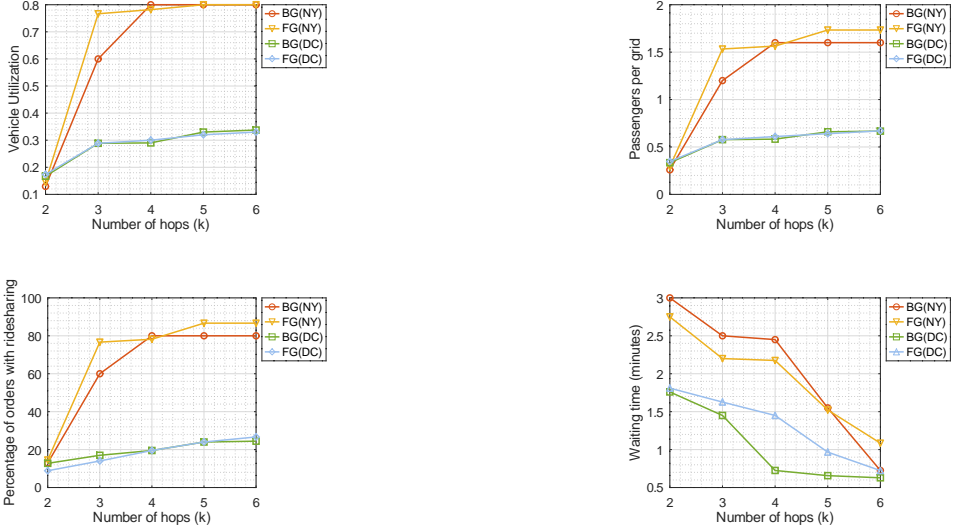 0.8
0.7
0.6
0.5
0.4
0.3
0.2
0.1
Vehicle Utilization
2 3 4 5 6
Number of hops (k)
BG(NY)
FG(NY)
BG(DC)
FG(DC)
2
1.5
1
0.5
0
Passengers per grid
2 3 4 5 6
Number of hops (k)
BG(NY)
FG(NY)
BG(DC)
FG(DC)
100
80
60
40
20
0
Percentage of orders with ridesharing
2 3 4 5 6
Number of hops (k)
BG(NY)
FG(NY)
BG(DC)
FG(DC)
3
2.5
2
1.5
1
0.5
Waiting time (minutes)
2 3 4 5 6
Number of hops (k)
BG(NY)
FG(NY)
BG(DC)
FG(DC)